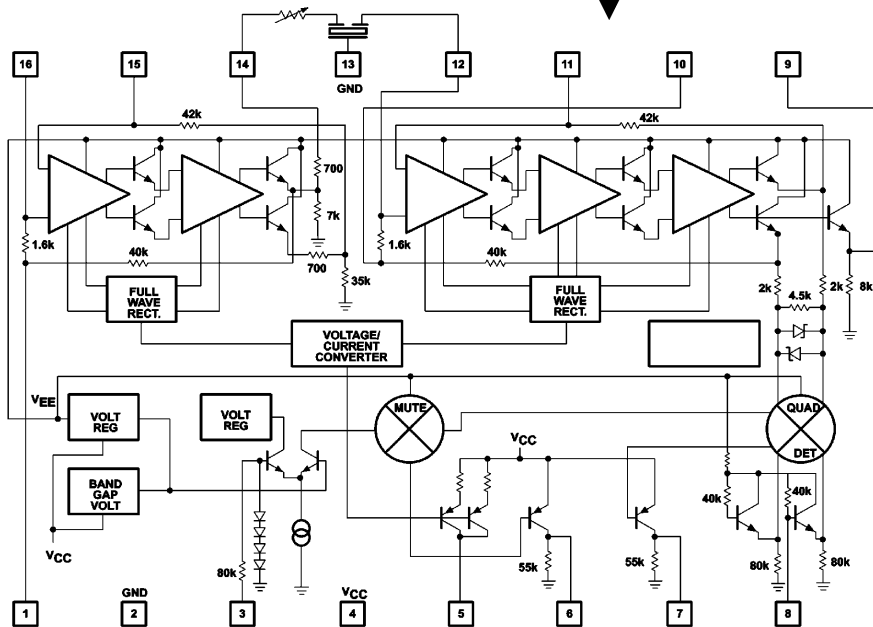 16
15
14
13
GND
12
11
10
9
42k
42k
700
7k
1.6k
40k
700
35k
1.6k
40k
2k
2k
8k
4.5k
FULL
WAVE
RECT.
FULL
WAVE
RECT.
VOLTAGE/
CURRENT
CONVERTER
VEE
VOLT
REG
VOLT
REG
MUTE
QUAD
DET
VCC
BAND
GAP
VOLT
40k
40k
VCC
80k
55k
55k
80k
80k
GND
VCC
1
2
3
4
5
6
7
8